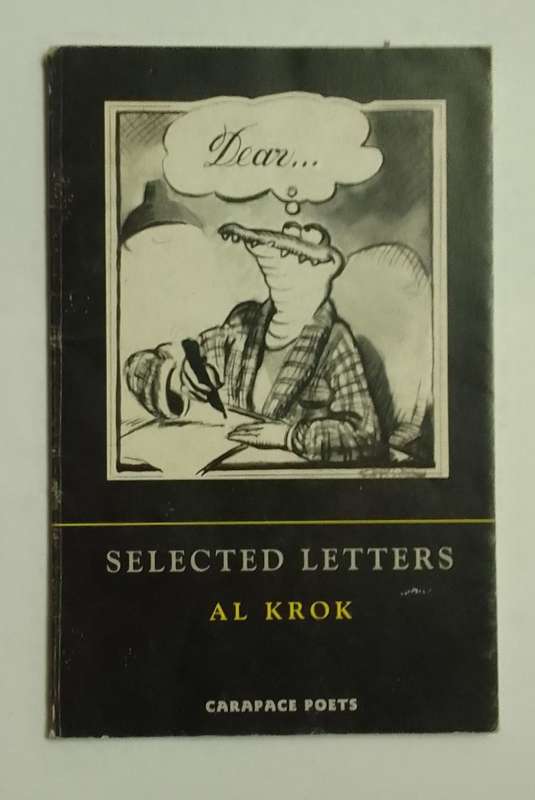 Dear...
SELECTED LETTERS
AL KROK
CARAPACE POETS